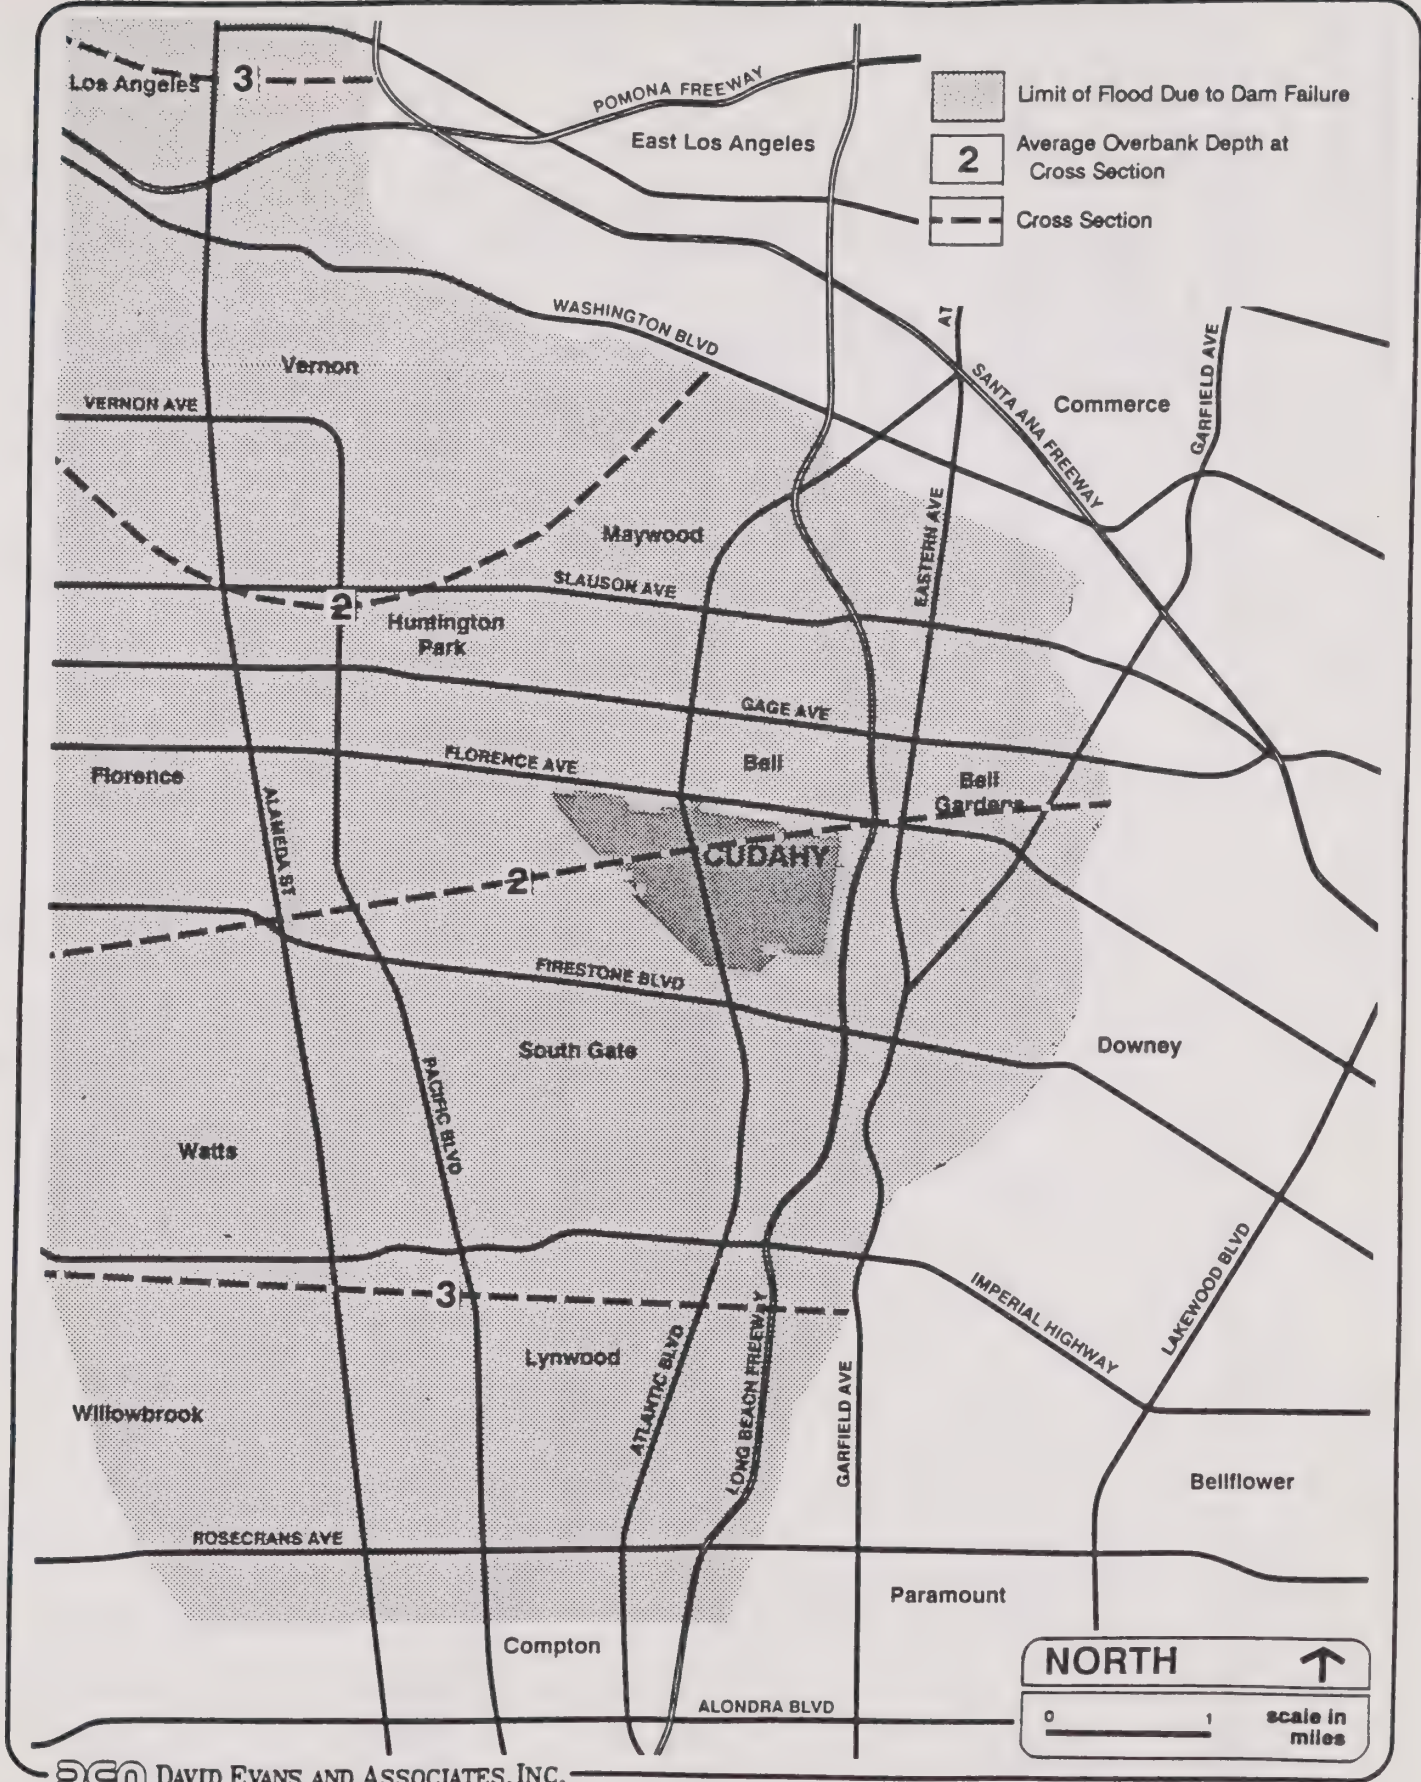 Los Angeles
3
POMONA FREEWAY
East Los Angeles
Limit of Flood Due to Dam Failure
2
Average Overbank Depth at
Cross Section
Cross Section
WASHINGTON BLVD
AT
SANTA ANA FREEWAY
Commerce
GARFIELD AVE
Vernon
VERNON AVE
Maywood
EASTERN AVE
SLAUSON AVE
2
Huntington
Park
GAGE AVE
FLORENCE AVE
Bell
Florence
Bell
Gardens
ALAMEDA ST
CUDAHY
2
FIRESTONE BLVD
South Gate
Downey
PACIFIC BLVD
Watts
LAKEWOOD BLVD
IMPERIAL HIGHWAY
3
Lynwood
ATLANTIC BLVD
LONG BEACH FREEWAY
GARFIELD AVE
Willowbrook
Bellflower
ROSECRANS AVE
Paramount
Compton
NORTH
ALONDRA BLVD
0 1 scale in
miles
DAVID EVANS AND ASSOCIATES, INC.